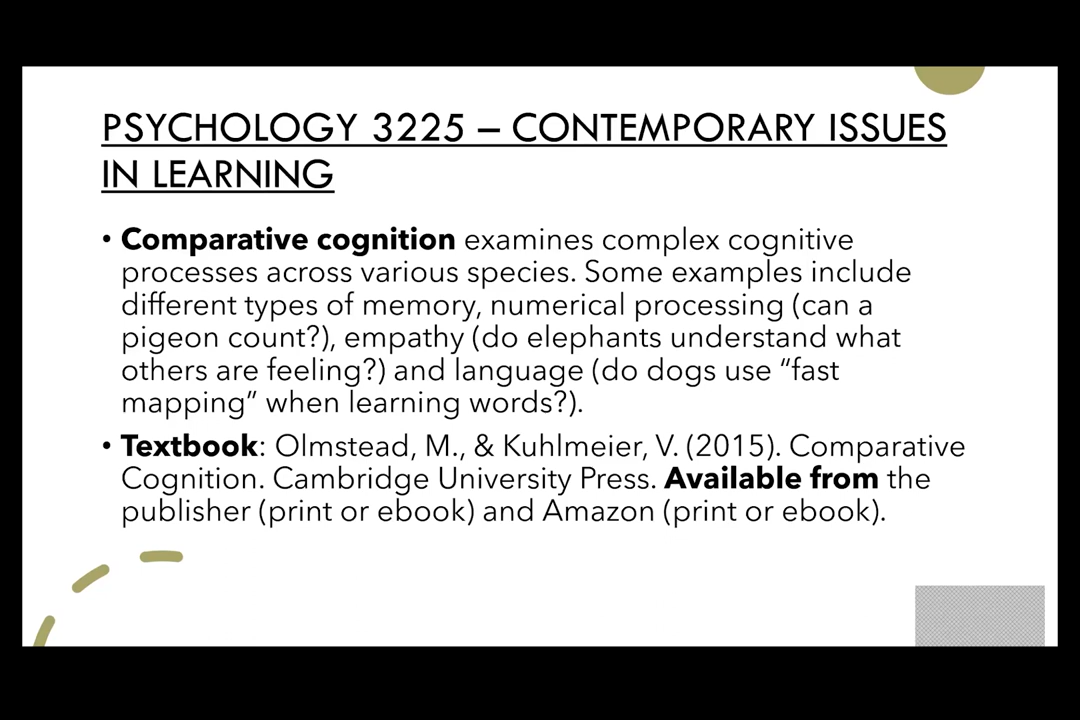 PSYCHOLOGY 3225 – CONTEMPORARY ISSUES
IN LEARNING
• Comparative cognition examines complex cognitive
processes across various species. Some examples include
different types of memory, numerical processing (can a
pigeon count?), empathy (do elephants understand what
others are feeling?) and language (do dogs use “fast
mapping” when learning words?).
• Textbook: Olmstead, M., & Kuhlmeier, V. (2015). Comparative
Cognition. Cambridge University Press. Available from the
publisher (print or ebook) and Amazon (print or ebook).